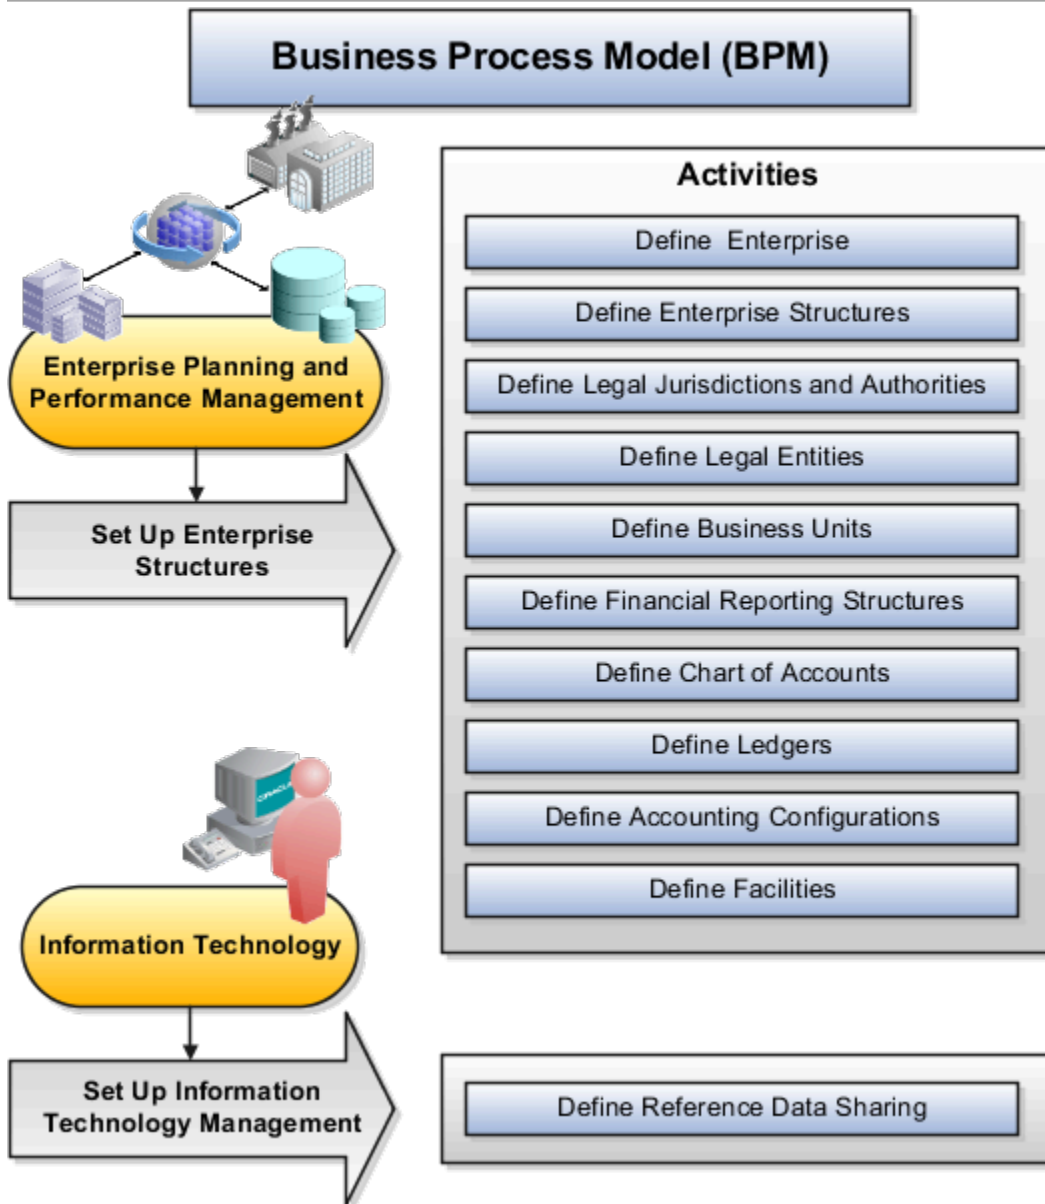 Business Process Model (BPM)
Activities
Define Enterprise
Define Enterprise Structures
Define Legal Jurisdictions and Authorities
Define Legal Entities
Define Business Units
Define Financial Reporting Structures
Define Chart of Accounts
Define Ledgers
Define Accounting Configurations
Define Facilities
Enterprise Planning and
Performance Management
Set Up Enterprise
Structures
Information Technology
Set Up Information
Technology Management
Define Reference Data Sharing